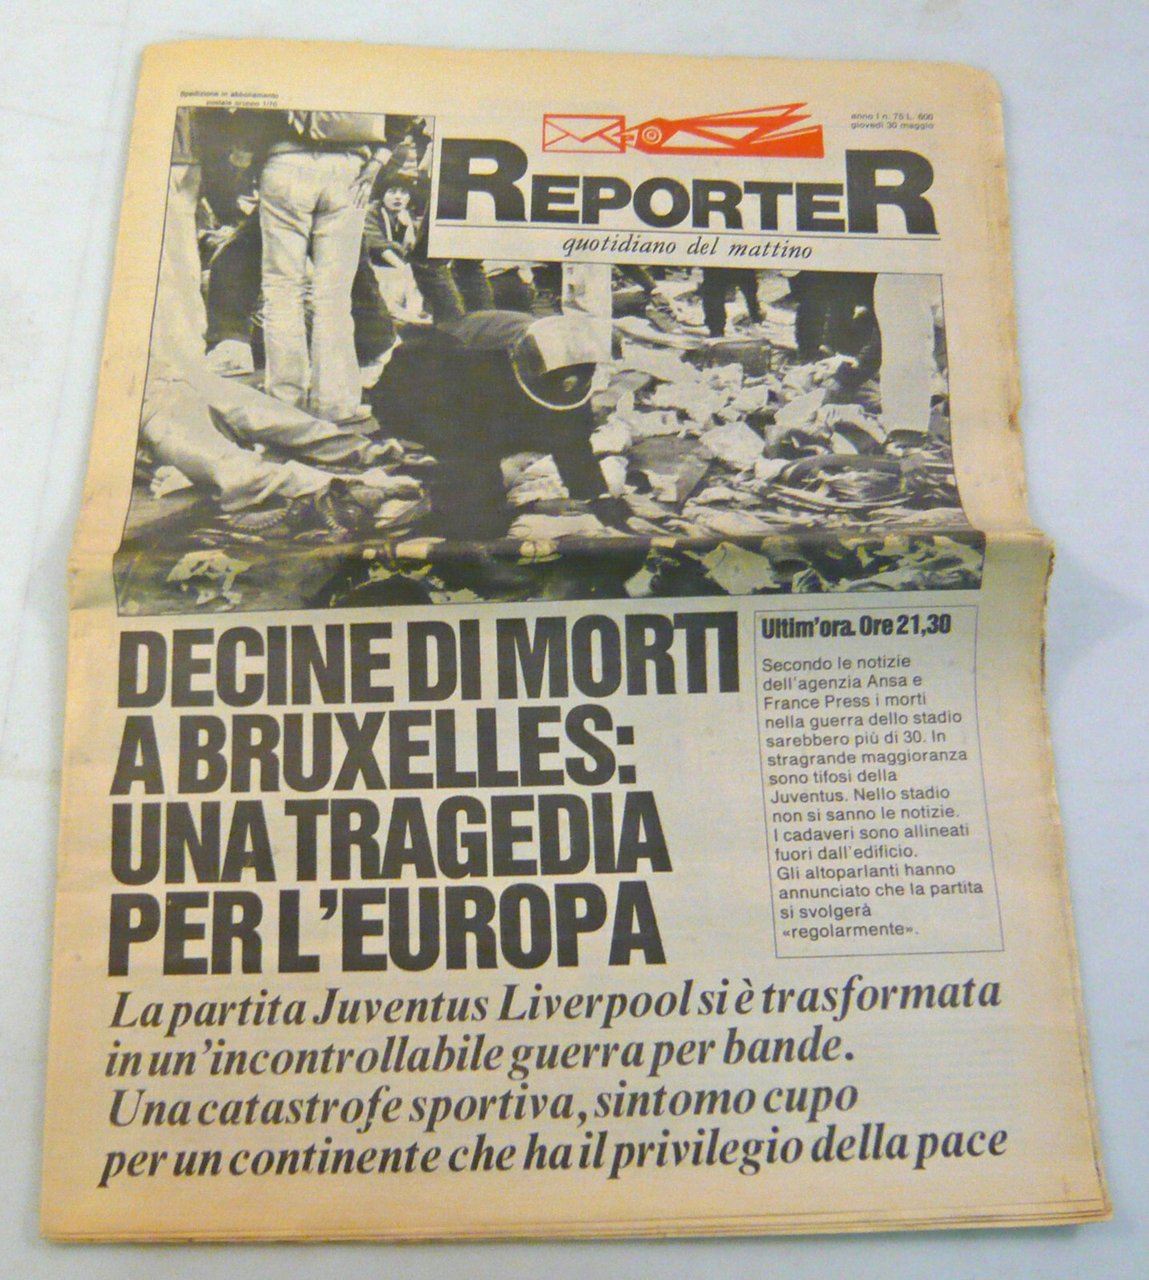 Spedizione in abbonamento
postale gruppo 1/70
anno I n. 75 L. 600
giovedì 30 maggio
REPORTER
quotidiano del mattino
DECINE DI MORTI
A BRUXELLES:
UNA TRAGEDIA
PER L'EUROPA
Ultim'ora. Ore 21,30
Secondo le notizie
dell'agenzia Ansa e
France Press i morti
nella guerra dello stadio
sarebbero più di 30. In
stragrande maggioranza
sono tifosi della
Juventus. Nello stadio
non si sanno le notizie.
I cadaveri sono allineati
fuori dall'edificio.
Gli altoparlanti hanno
annunciato che la partita
si svolgerà
«regolarmente».
La partita Juventus Liverpool si è trasformata
in un'incontrollabile guerra per bande.
Una catastrofe sportiva, sintomo cupo
per un continente che ha il privilegio della pace